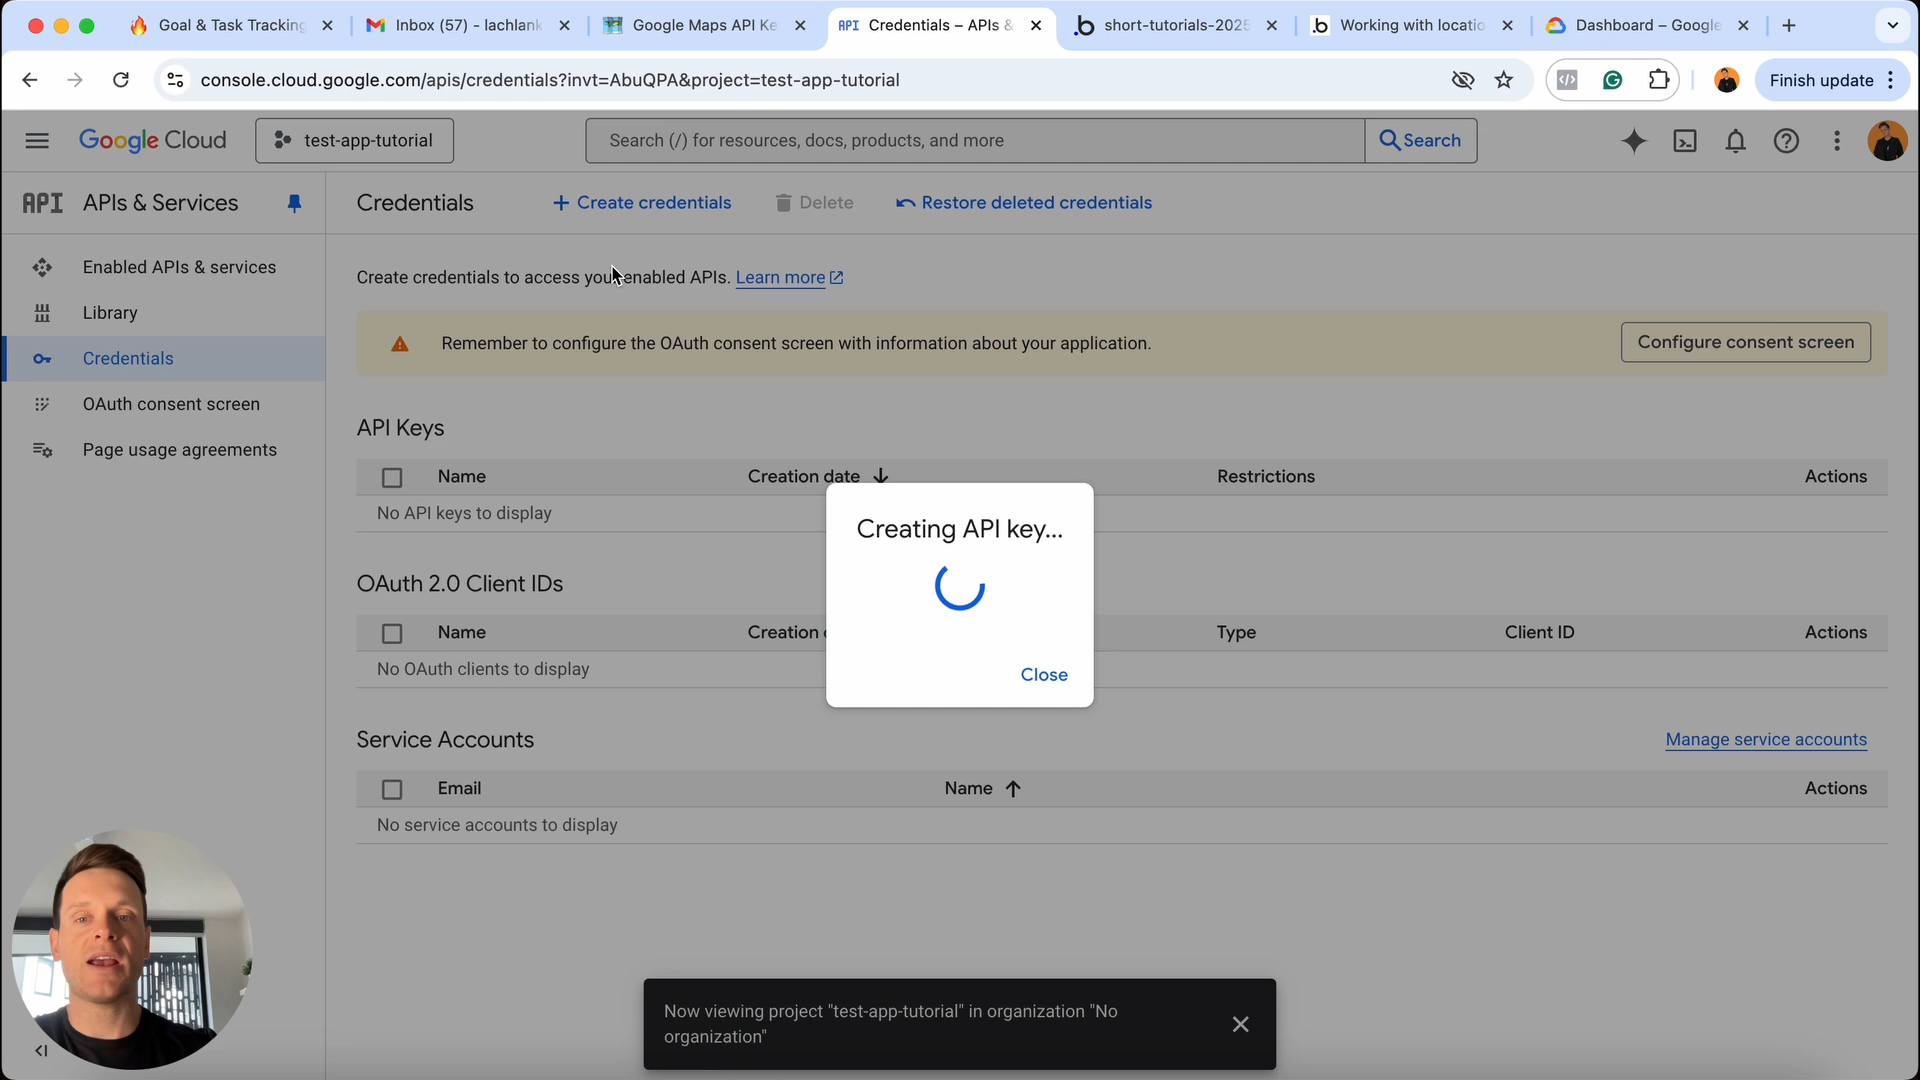 Goal & Task Tracking
Inbox (57) - lachlank
Google Maps API Ke
API
Credentials – APIs &
short-tutorials-2025
Working with locatio
Dashboard – Google
console.cloud.google.com/apis/credentials?invt=AbuQPA&project=test-app-tutorial
Finish update
Google Cloud
test-app-tutorial
Search (/) for resources, docs, products, and more
Search
API
APIs & Services
Credentials
Create credentials
Delete
Restore deleted credentials
Enabled APIs & services
Library
Credentials
OAuth consent screen
Page usage agreements
Create credentials to access your enabled APIs. Learn more
Remember to configure the OAuth consent screen with information about your application.
Configure consent screen
API Keys
Name
Creation date
Restrictions
Actions
No API keys to display
Creating API key...
Close
OAuth 2.0 Client IDs
Name
Creation
Type
Client ID
Actions
No OAuth clients to display
Service Accounts
Manage service accounts
Email
Name
Actions
No service accounts to display
Now viewing project "test-app-tutorial" in organization "No
organization"